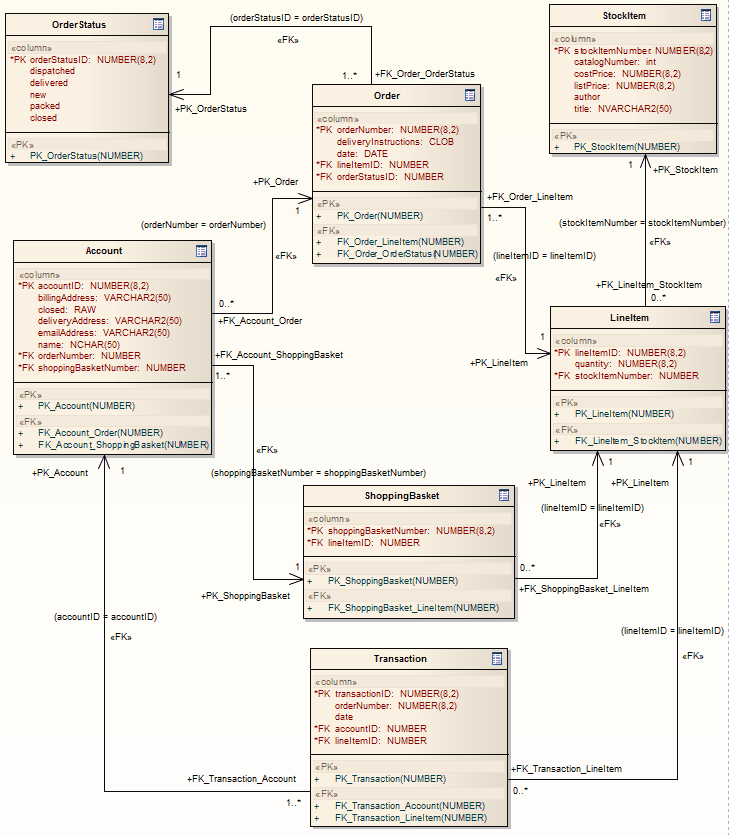 OrderStatus
«column»
*PK orderStatusID: NUMBER(8,2)
dispatched
delivered
new
packed
closed
«PK»
+ PK_OrderStatus(NUMBER)
(orderStatusID = orderStatusID)
«FK»
1
+PK_OrderStatus
1..*
+FK_Order_OrderStatus
Order
«column»
*PK orderNumber: NUMBER(8,2)
deliveryInstructions: CLOB
date: DATE
*FK lineItemID: NUMBER
*FK orderStatusID: NUMBER
«PK»
+ PK_Order(NUMBER)
«FK»
+ FK_Order_LineItem(NUMBER)
+ FK_Order_OrderStatus(NUMBER)
StockItem
«column»
*PK stockItemNumber: NUMBER(8,2)
catalogNumber: int
costPrice: NUMBER(8,2)
listPrice: NUMBER(8,2)
author
title: NVARCHAR2(50)
«PK»
+ PK_StockItem(NUMBER)
1
+PK_StockItem
(stockItemNumber = stockItemNumber)
«FK»
+FK_LineItem_StockItem
0..*
+PK_Order
1
(orderNumber = orderNumber)
«FK»
0..*
+FK_Account_Order
+FK_Order_LineItem
1..*
(lineItemID = lineItemID)
«FK»
1
+PK_LineItem
Account
«column»
*PK accountID: NUMBER(8,2)
billingAddress: VARCHAR2(50)
closed: RAW
deliveryAddress: VARCHAR2(50)
emailAddress: VARCHAR2(50)
name: NCHAR(50)
*FK orderNumber: NUMBER
*FK shoppingBasketNumber: NUMBER
«PK»
+ PK_Account(NUMBER)
«FK»
+ FK_Account_Order(NUMBER)
+ FK_Account_ShoppingBasket(NUMBER)
LineItem
«column»
*PK lineItemID: NUMBER(8,2)
quantity: NUMBER(8,2)
*FK stockItemNumber: NUMBER
«PK»
+ PK_LineItem(NUMBER)
«FK»
+ FK_LineItem_StockItem(NUMBER)
+FK_Account_ShoppingBasket
1..*
«FK»
(shoppingBasketNumber = shoppingBasketNumber)
1
+PK_ShoppingBasket
+PK_Account
1
ShoppingBasket
«column»
*PK shoppingBasketNumber: NUMBER(8,2)
*FK lineItemID: NUMBER
«PK»
+ PK_ShoppingBasket(NUMBER)
«FK»
+ FK_ShoppingBasket_LineItem(NUMBER)
1
1
+PK_LineItem
+PK_LineItem
(lineItemID = lineItemID)
«FK»
0..*
+FK_ShoppingBasket_LineItem
(accountID = accountID)
«FK»
(lineItemID = lineItemID)
«FK»
Transaction
«column»
*PK transactionID: NUMBER(8,2)
orderNumber: NUMBER(8,2)
date
*FK accountID: NUMBER
*FK lineItemID: NUMBER
«PK»
+ PK_Transaction(NUMBER)
«FK»
+ FK_Transaction_Account(NUMBER)
+ FK_Transaction_LineItem(NUMBER)
+FK_Transaction_Account
1..*
+FK_Transaction_LineItem
0..*